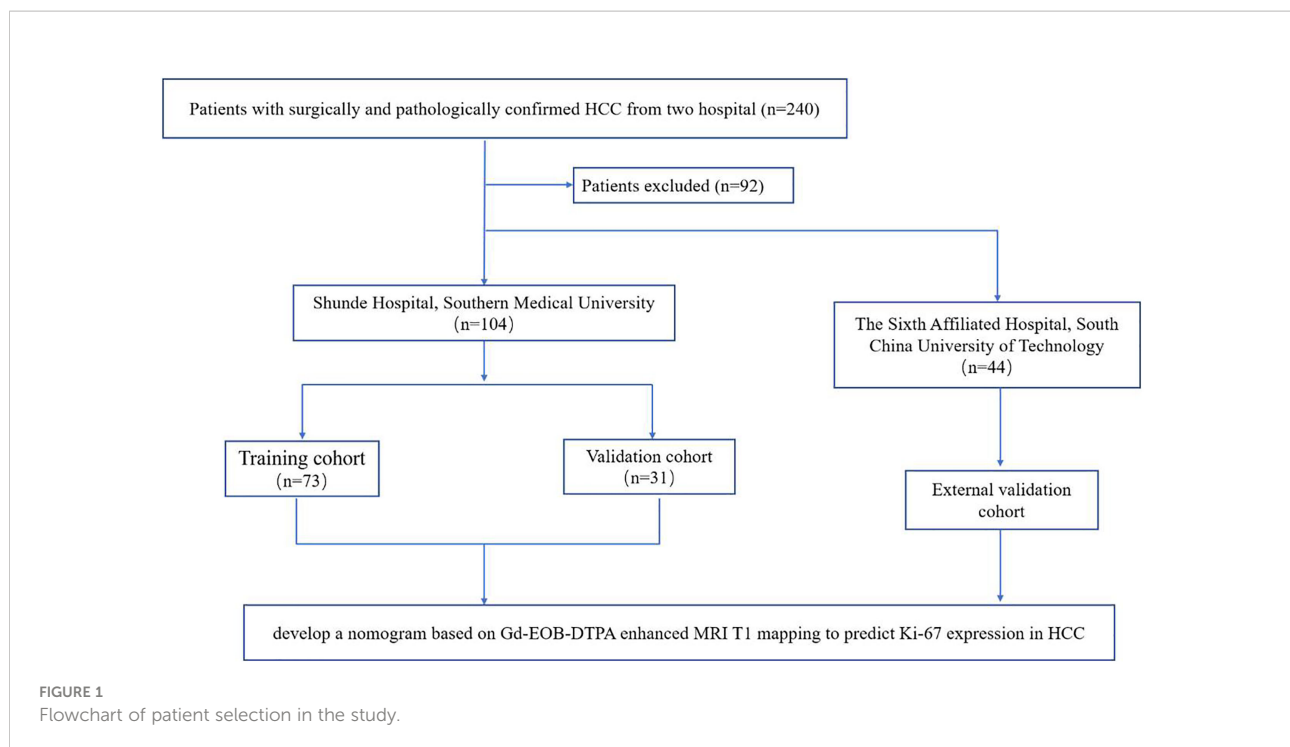 Patients with surgically and pathologically confirmed HCC from two hospital (n=240)
Patients excluded (n=92)
Shunde Hospital, Southern Medical University
(n=104)
The Sixth Affiliated Hospital, South
China University of Technology
(n=44)
Training cohort
(n=73)
Validation cohort
(n=31)
External validation
cohort
develop a nomogram based on Gd-EOB-DTPA enhanced MRI T1 mapping to predict Ki-67 expression in HCC
FIGURE 1
Flowchart of patient selection in the study.